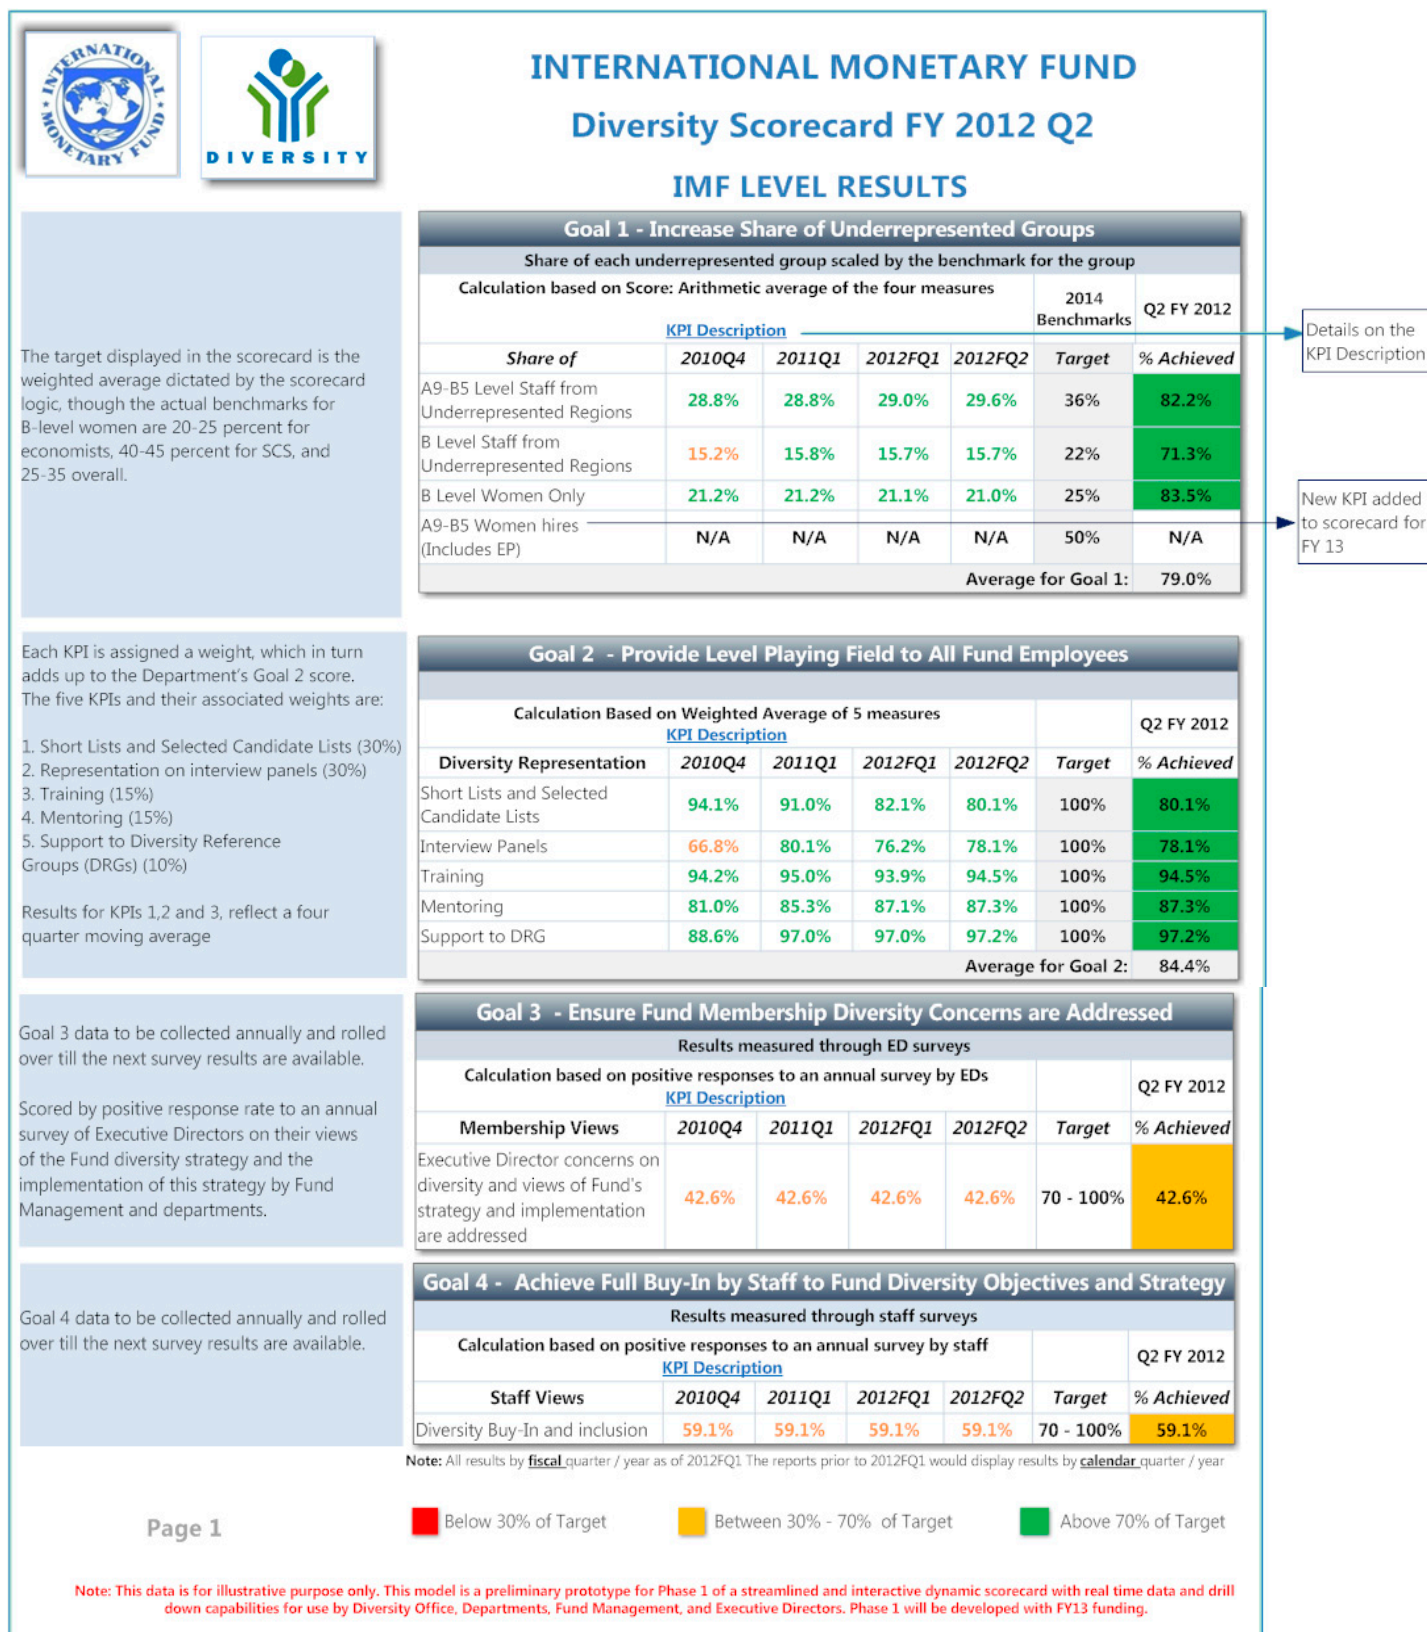 INTERNATIONAL MONETARY FUND
DIVERSITY
INTERNATIONAL MONETARY FUND
Diversity Scorecard FY 2012 Q2
IMF LEVEL RESULTS
The target displayed in the scorecard is the
weighted average dictated by the scorecard
logic, though the actual benchmarks for
B-level women are 20-25 percent for
economists, 40-45 percent for SCS, and
25-35 overall.
Goal 1 - Increase Share of Underrepresented Groups
Share of each underrepresented group scaled by the benchmark for the group
Calculation based on Score: Arithmetic average of the four measures
KPI Description
2014
Benchmarks
Q2 FY 2012
Share of 2010Q4 2011Q1 2012FQ1 2012FQ2 Target % Achieved
A9-B5 Level Staff from
Underrepresented Regions
28.8% 28.8% 29.0% 29.6% 36% 82.2%
B Level Staff from
Underrepresented Regions
15.2% 15.8% 15.7% 15.7% 22% 71.3%
B Level Women Only 21.2% 21.2% 21.1% 21.0% 25% 83.5%
A9-B5 Women hires
(Includes EP)
N/A N/A N/A N/A 50% N/A
Average for Goal 1: 79.0%
Details on the
KPI Description
New KPI added
to scorecard for
FY 13
Each KPI is assigned a weight, which in turn
adds up to the Department's Goal 2 score.
The five KPIs and their associated weights are:
1. Short Lists and Selected Candidate Lists (30%)
2. Representation on interview panels (30%)
3. Training (15%)
4. Mentoring (15%)
5. Support to Diversity Reference
Groups (DRGs) (10%)
Results for KPIs 1,2 and 3, reflect a four
quarter moving average
Goal 2 - Provide Level Playing Field to All Fund Employees
Calculation Based on Weighted Average of 5 measures
KPI Description
Q2 FY 2012
Diversity Representation 2010Q4 2011Q1 2012FQ1 2012FQ2 Target % Achieved
Short Lists and Selected
Candidate Lists
94.1% 91.0% 82.1% 80.1% 100% 80.1%
Interview Panels 66.8% 80.1% 76.2% 78.1% 100% 78.1%
Training 94.2% 95.0% 93.9% 94.5% 100% 94.5%
Mentoring 81.0% 85.3% 87.1% 87.3% 100% 87.3%
Support to DRG 88.6% 97.0% 97.0% 97.2% 100% 97.2%
Average for Goal 2: 84.4%
Goal 3 data to be collected annually and rolled
over till the next survey results are available.
Scored by positive response rate to an annual
survey of Executive Directors on their views
of the Fund diversity strategy and the
implementation of this strategy by Fund
Management and departments.
Goal 3 - Ensure Fund Membership Diversity Concerns are Addressed
Results measured through ED surveys
Calculation based on positive responses to an annual survey by EDs
KPI Description
Q2 FY 2012
Membership Views 2010Q4 2011Q1 2012FQ1 2012FQ2 Target % Achieved
Executive Director concerns on
diversity and views of Fund's
strategy and implementation
are addressed
42.6% 42.6% 42.6% 42.6% 70 - 100% 42.6%
Goal 4 data to be collected annually and rolled
over till the next survey results are available.
Goal 4 - Achieve Full Buy-In by Staff to Fund Diversity Objectives and Strategy
Results measured through staff surveys
Calculation based on positive responses to an annual survey by staff
KPI Description
Q2 FY 2012
Staff Views 2010Q4 2011Q1 2012FQ1 2012FQ2 Target % Achieved
Diversity Buy-In and inclusion 59.1% 59.1% 59.1% 59.1% 70 - 100% 59.1%
Note: All results by fiscal quarter / year as of 2012FQ1 The reports prior to 2012FQ1 would display results by calendar quarter / year
Page 1
Below 30% of Target
Between 30% - 70% of Target
Above 70% of Target
Note: This data is for illustrative purpose only. This model is a preliminary prototype for Phase 1 of a streamlined and interactive dynamic scorecard with real time data and drill
down capabilities for use by Diversity Office, Departments, Fund Management, and Executive Directors. Phase 1 will be developed with FY13 funding.